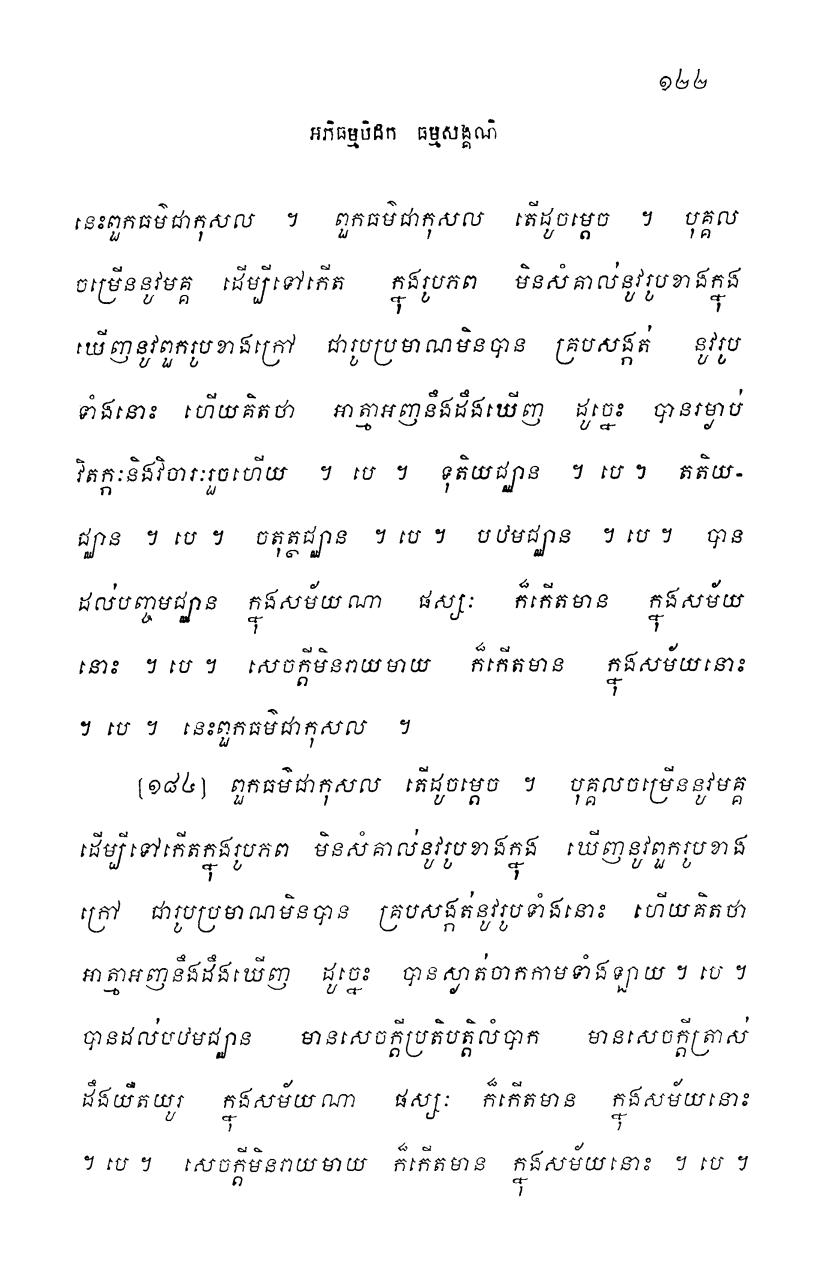 ១២២
អភិធម្មបិដក ធម្មសង្គណិ
នេះពួកធម៌ជាកុសល ។ ពួកធម៌ជាកុសល តើដូចម្តេច ។ បុគ្គល
ចម្រើននូវមគ្គ ដើម្បីទៅកើត ក្នុងរូបភព មិនសំគាល់នូវរូបខាងក្នុង
ឃើញនូវពួករូបខាងក្រៅ ជារូបប្រមាណមិនបាន គ្របសង្កត់ នូវរូប
ទាំងនោះ ហើយគិតថា អាត្មាអញនឹងដឹងឃើញ ដូច្នេះ បានរម្ងាប់
វិតក្កៈនិងវិចារៈរួចហើយ ។ បេ ។ ទុតិយជ្ឈាន ។ បេ ។ តតិយ-
ជ្ឈាន ។ បេ ។ ចតុត្ថជ្ឈាន ។ បេ ។ បឋមជ្ឈាន ។ បេ ។ បាន
ដល់បញ្ចមជ្ឈាន ក្នុងសម័យណា ផស្សៈ ក៏កើតមាន ក្នុងសម័យ
នោះ ។ បេ ។ សេចក្តីមិនរាយមាយ ក៏កើតមាន ក្នុងសម័យនោះ
។ បេ ។ នេះពួកធម៌ជាកុសល ។
[១៨៤] ពួកធម៌ជាកុសល តើដូចម្តេច ។ បុគ្គលចម្រើននូវមគ្គ
ដើម្បីទៅកើតក្នុងរូបភព មិនសំគាល់នូវរូបខាងក្នុង ឃើញនូវពួករូបខាង
ក្រៅ ជារូបប្រមាណមិនបាន គ្របសង្កត់នូវរូបទាំងនោះ ហើយគិតថា
អាត្មាអញនឹងដឹងឃើញ ដូច្នេះ បានស្ងាត់ចាកកាមទាំងឡាយ ។ បេ ។
បានដល់បឋមជ្ឈាន មានសេចក្តីប្រតិបត្តិលំបាក មានសេចក្តីត្រាស់
ដឹងយឺតយូរ ក្នុងសម័យណា ផស្សៈ ក៏កើតមាន ក្នុងសម័យនោះ
។ បេ ។ សេចក្តីមិនរាយមាយ ក៏កើតមាន ក្នុងសម័យនោះ ។ បេ ។